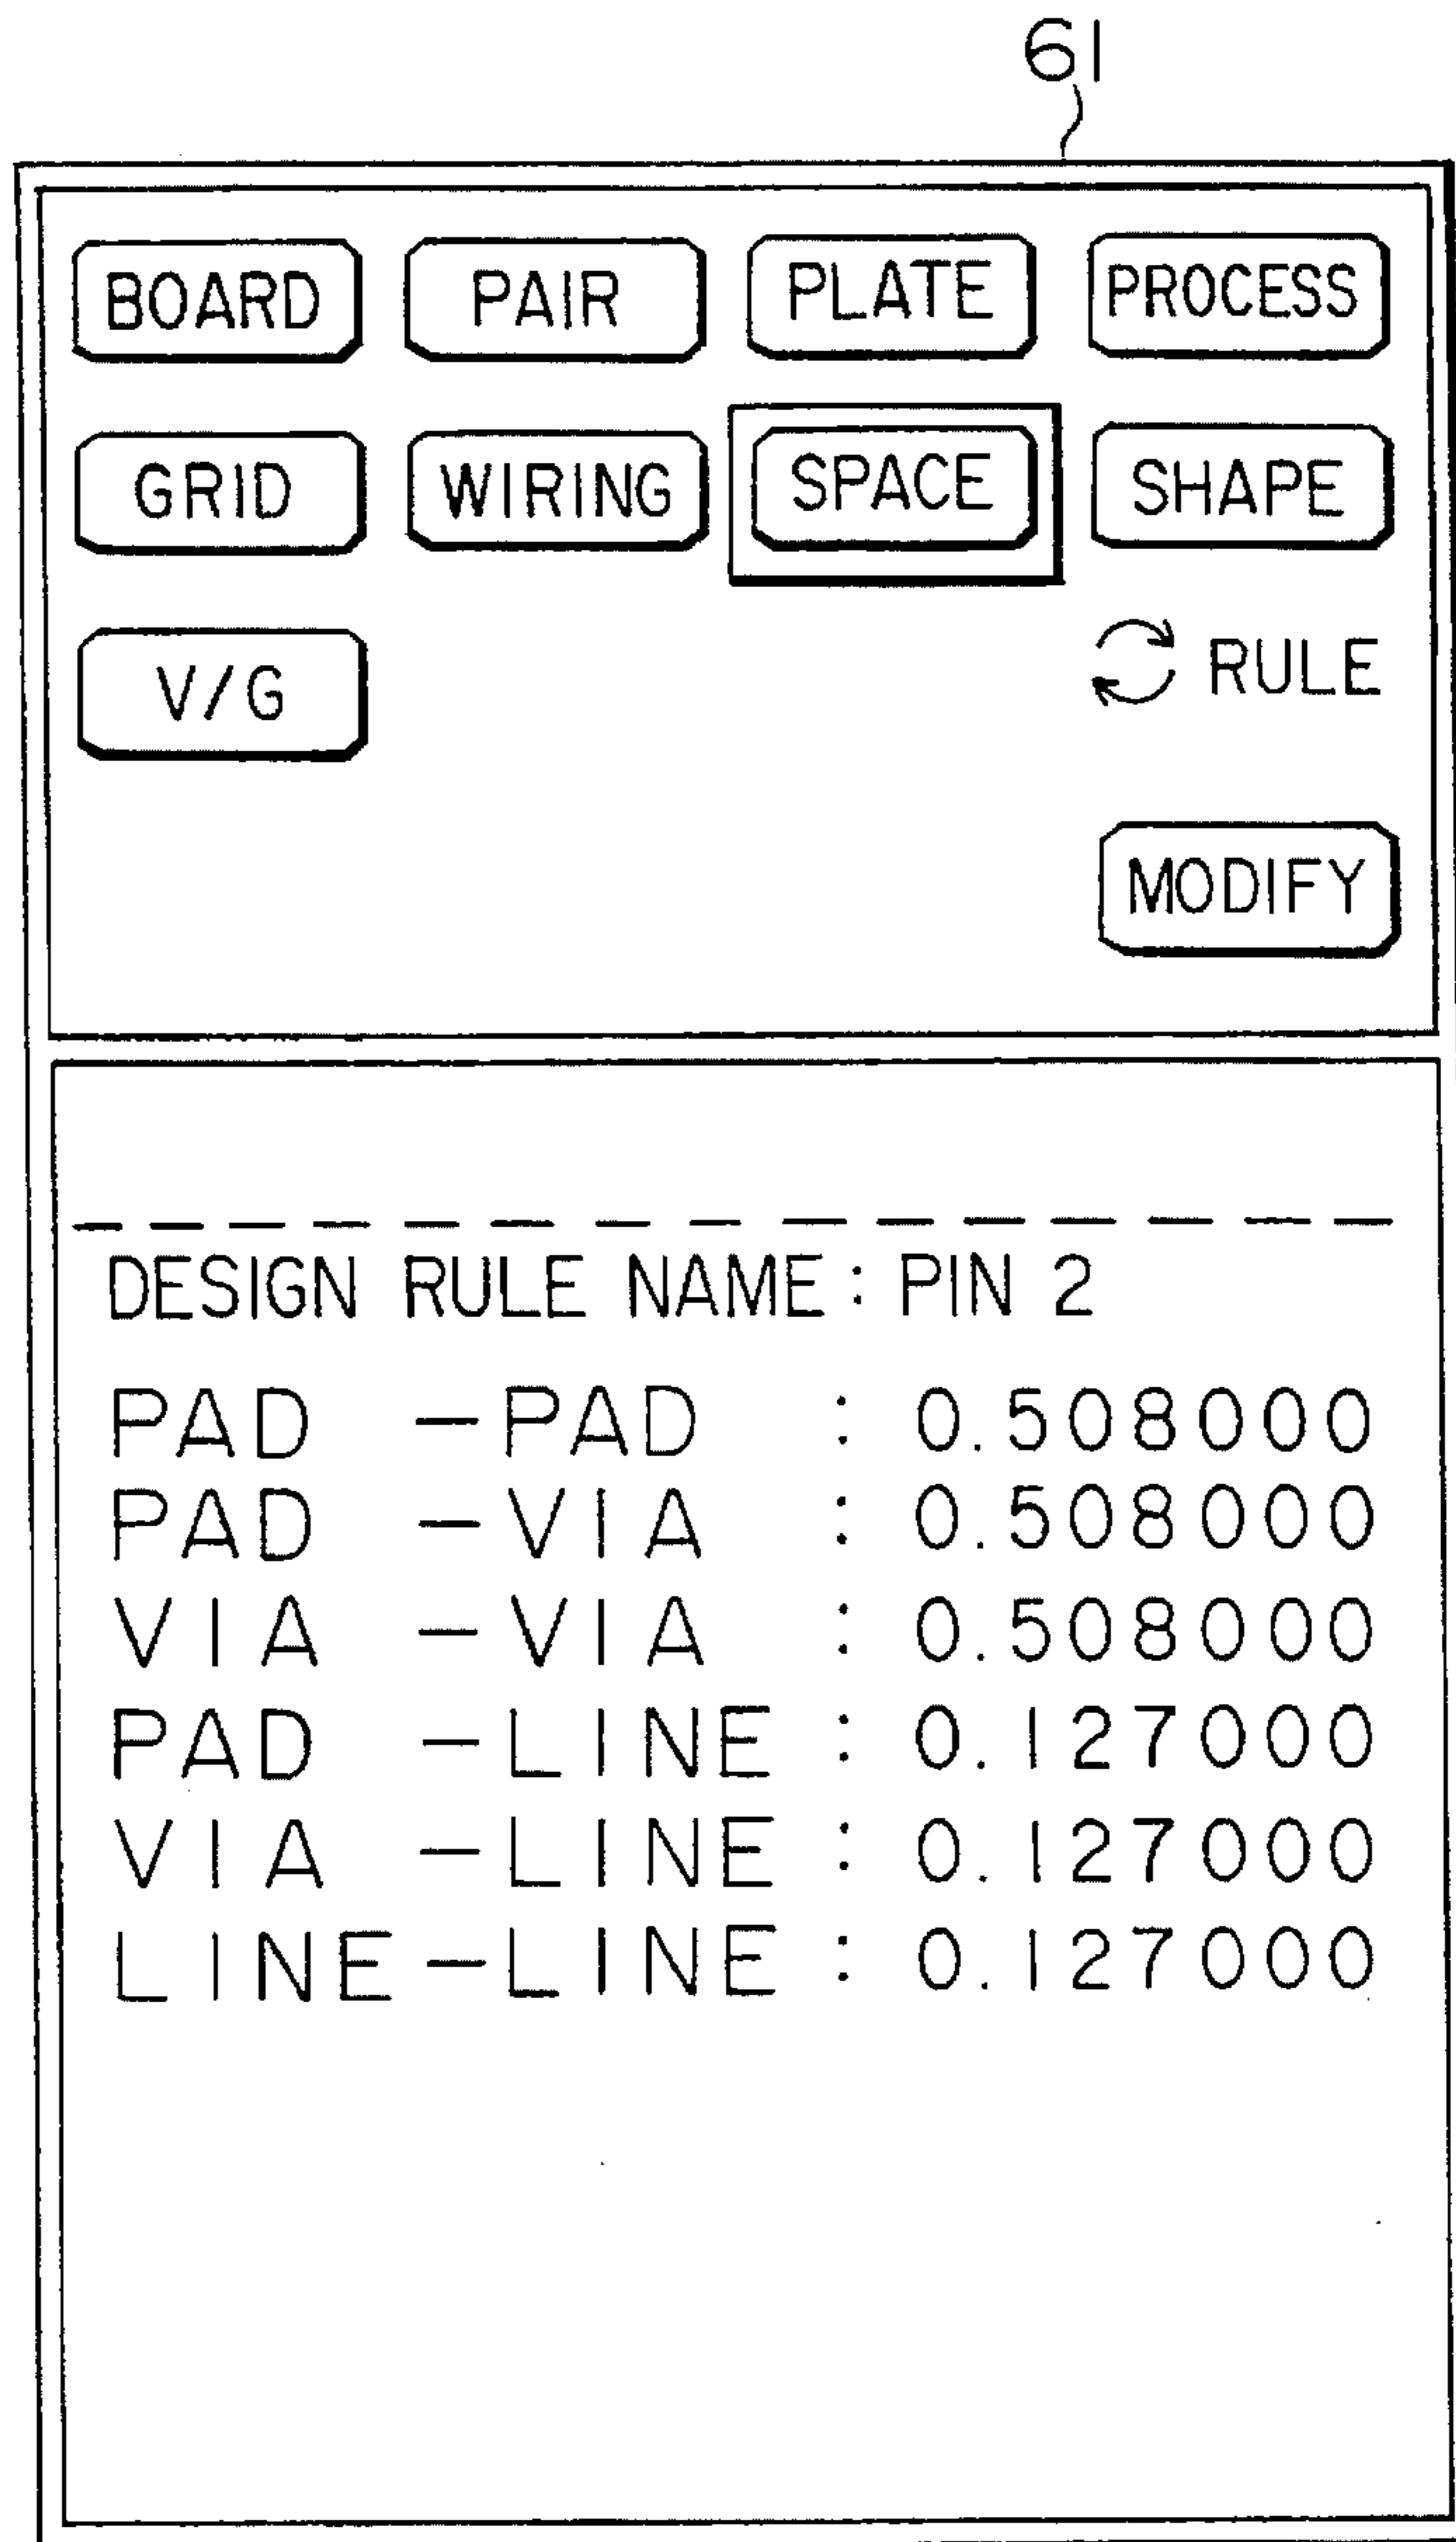 61
BOARD PAIR PLATE PROCESS
GRID WIRING SPACE SHAPE
V/G RULE
MODIFY
DESIGN RULE NAME: PIN 2
PAD -PAD : 0.508000
PAD -VIA : 0.508000
VIA -VIA : 0.508000
PAD -LINE : 0.127000
VIA -LINE : 0.127000
LINE-LINE : 0.127000